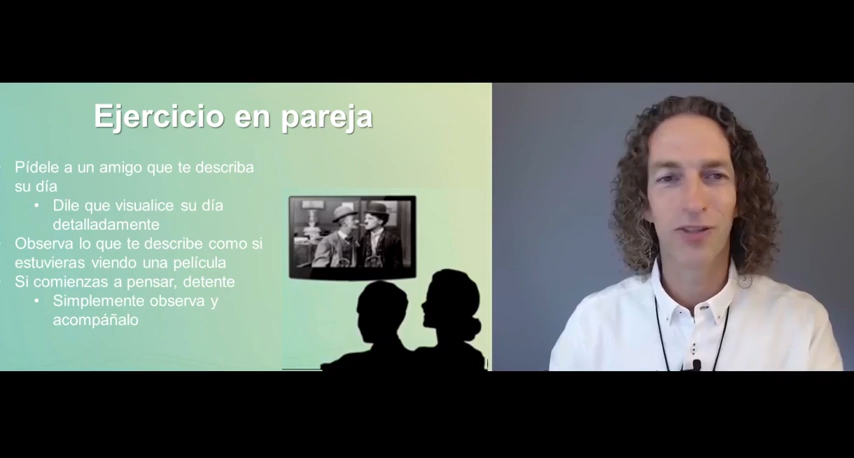 Ejercicio en pareja
Pídele a un amigo que te describa
su día
• Dile que visualice su día
detalladamente
Observa lo que te describe como si
estuvieras viendo una película
Si comienzas a pensar, detente
• Simplemente observa y
acompáñalo